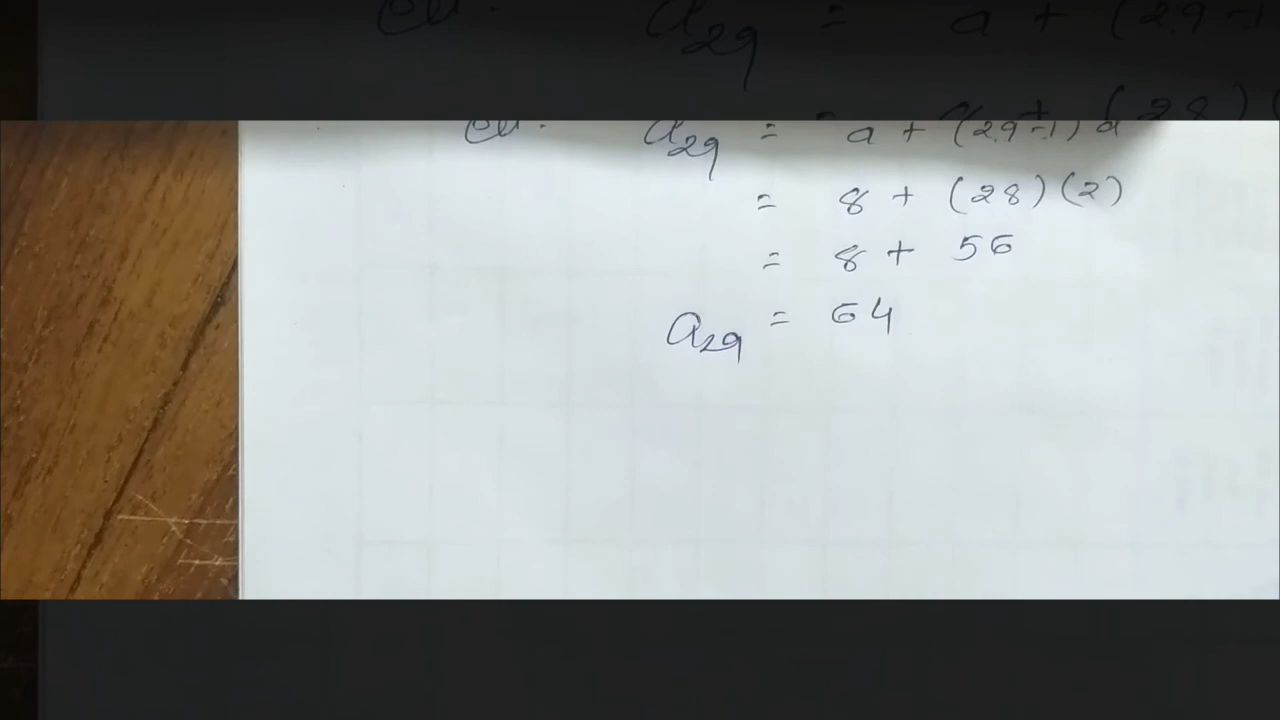 a29 = a + (29-1) d
= 8 + (28) (2)
= 8 + 56
a29 = 64